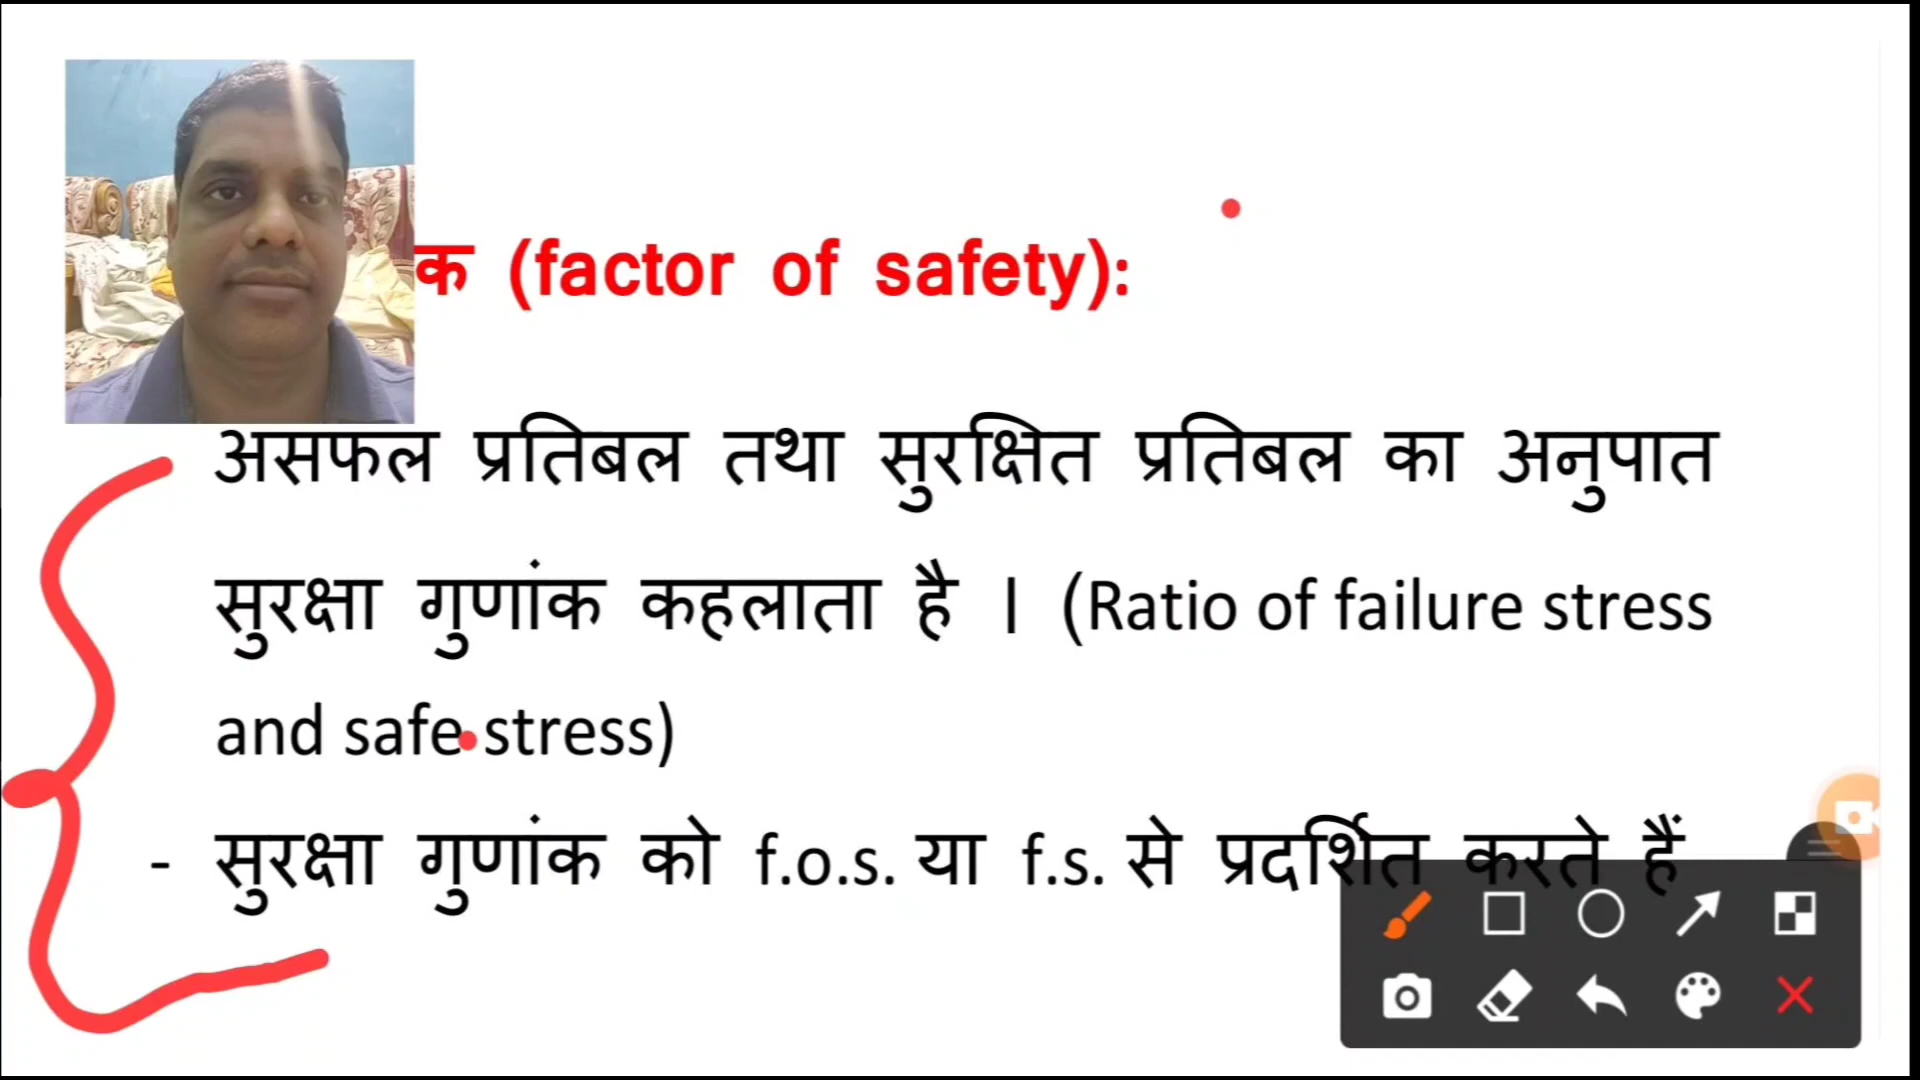 क (factor of safety):
असफल प्रतिबल तथा सुरक्षित प्रतिबल का अनुपात
सुरक्षा गुणांक कहलाता है । (Ratio of failure stress
and safe stress)
- सुरक्षा गुणांक को f.o.s. या f.s. से प्रदर्शित करते हैं